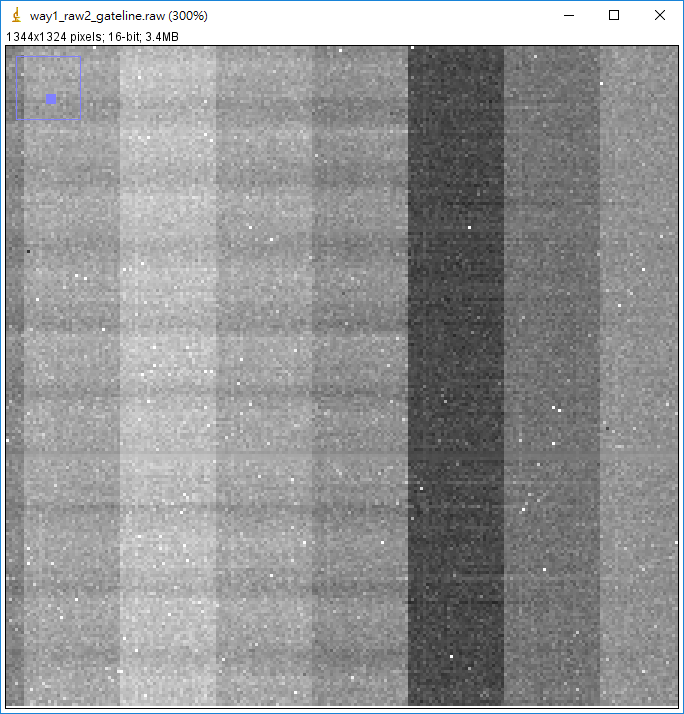 way1_raw2_gateline.raw (300%)
1344x1324 pixels; 16-bit; 3.4MB